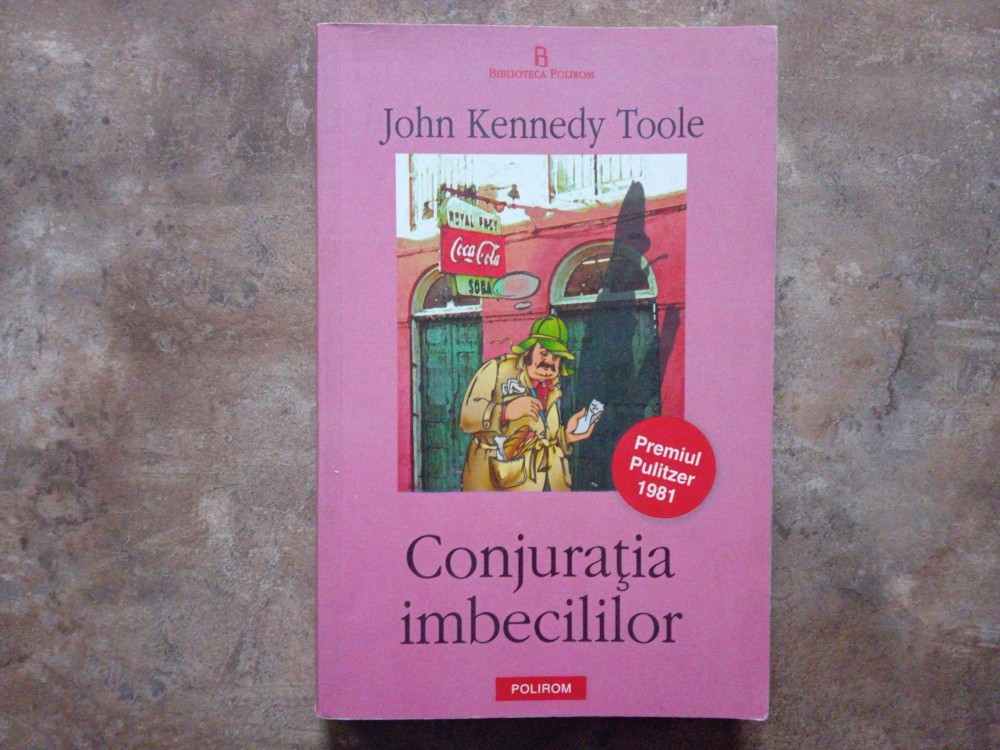 BIBLIOTECA POLIROM
John Kennedy Toole
ROYAL
Coca-Cola
SODA
Premiul
Pulitzer
1981
Conjuraţia
imbecililor
POLIROM